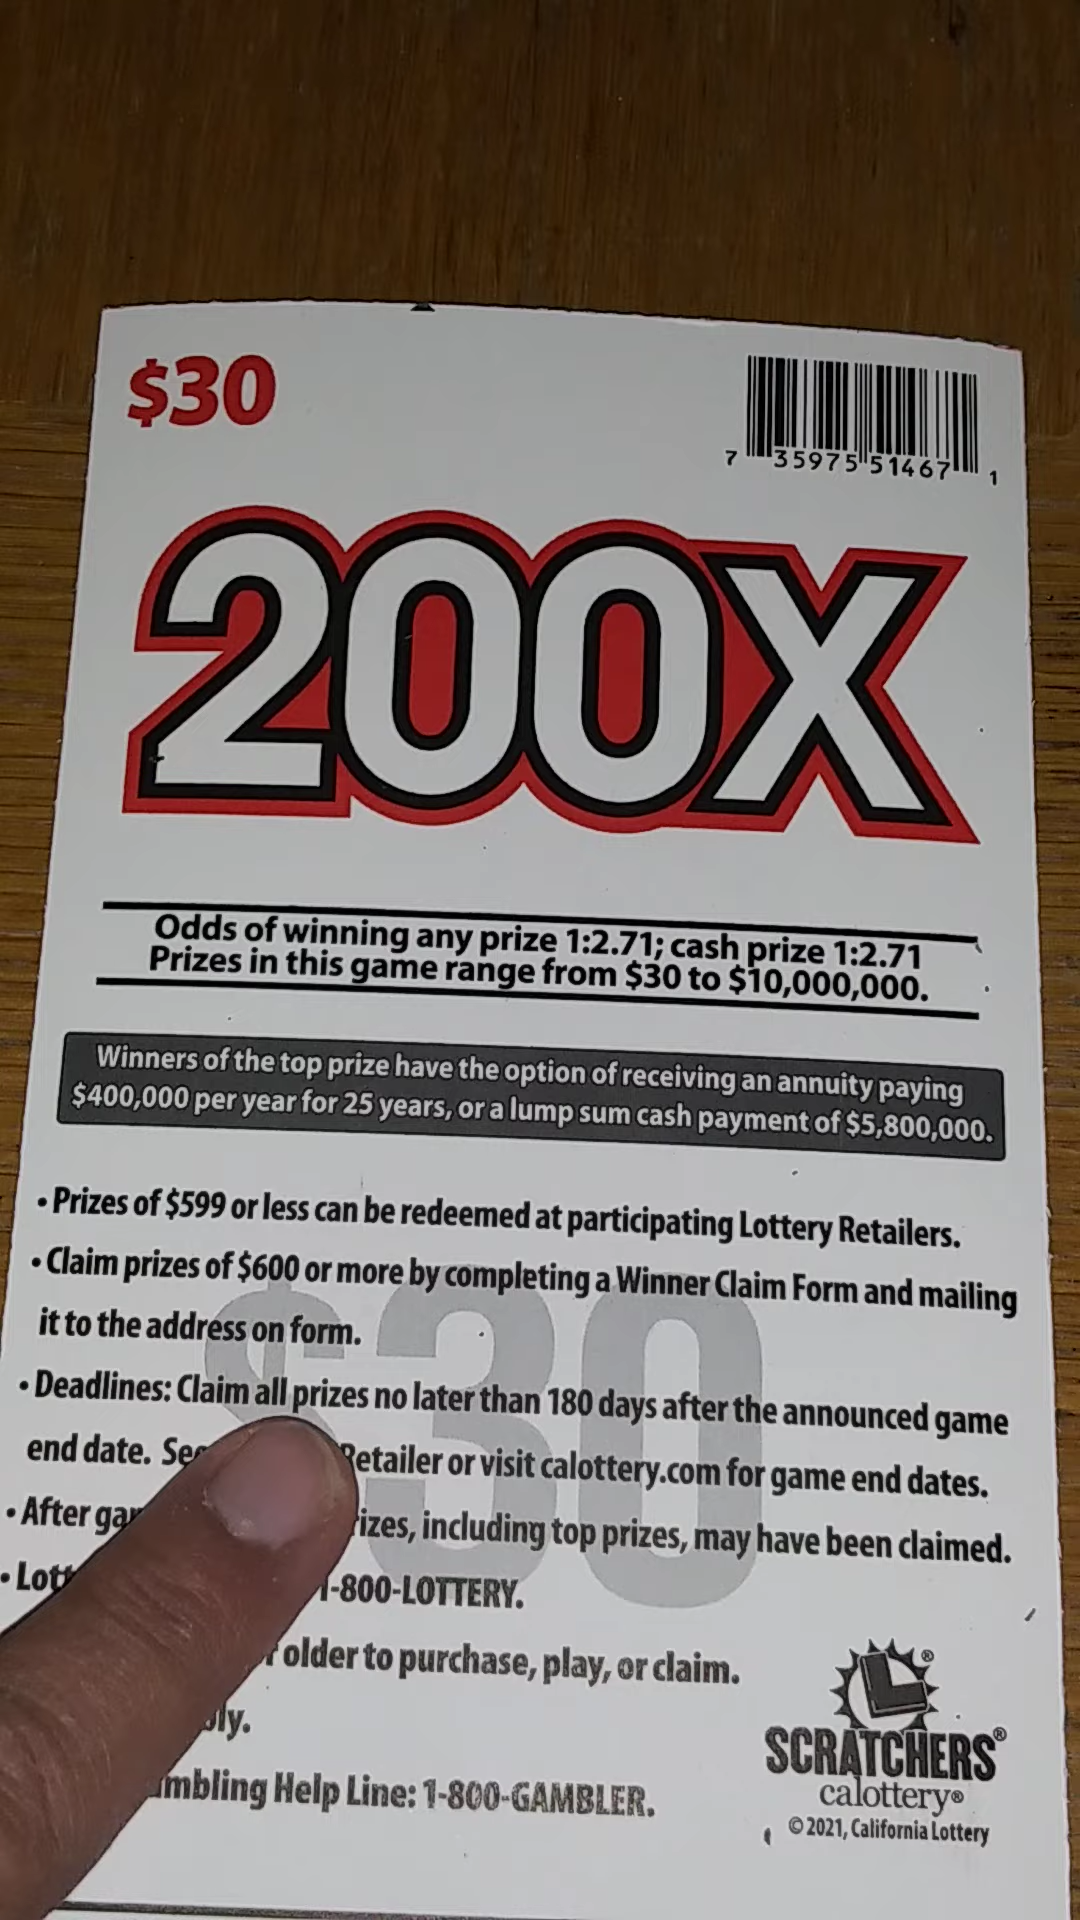 $30
7 35975 51467 1
200X
Odds of winning any prize 1:2.71; cash prize 1:2.71
Prizes in this game range from $30 to $10,000,000.
Winners of the top prize have the option of receiving an annuity paying
$400,000 per year for 25 years, or a lump sum cash payment of $5,800,000.
• Prizes of $599 or less can be redeemed at participating Lottery Retailers.
• Claim prizes of $600 or more by completing a Winner Claim Form and mailing
it to the address on form.
• Deadlines: Claim all prizes no later than 180 days after the announced game
end date. Retailer or visit calottery.com for game end dates.
• After including top prizes, may have been claimed.
• 1-800-LOTTERY.
older to purchase, play, or claim.
Help Line: 1-800-GAMBLER.
$30
SCRATCHERS®
calottery®
© 2021, California Lottery